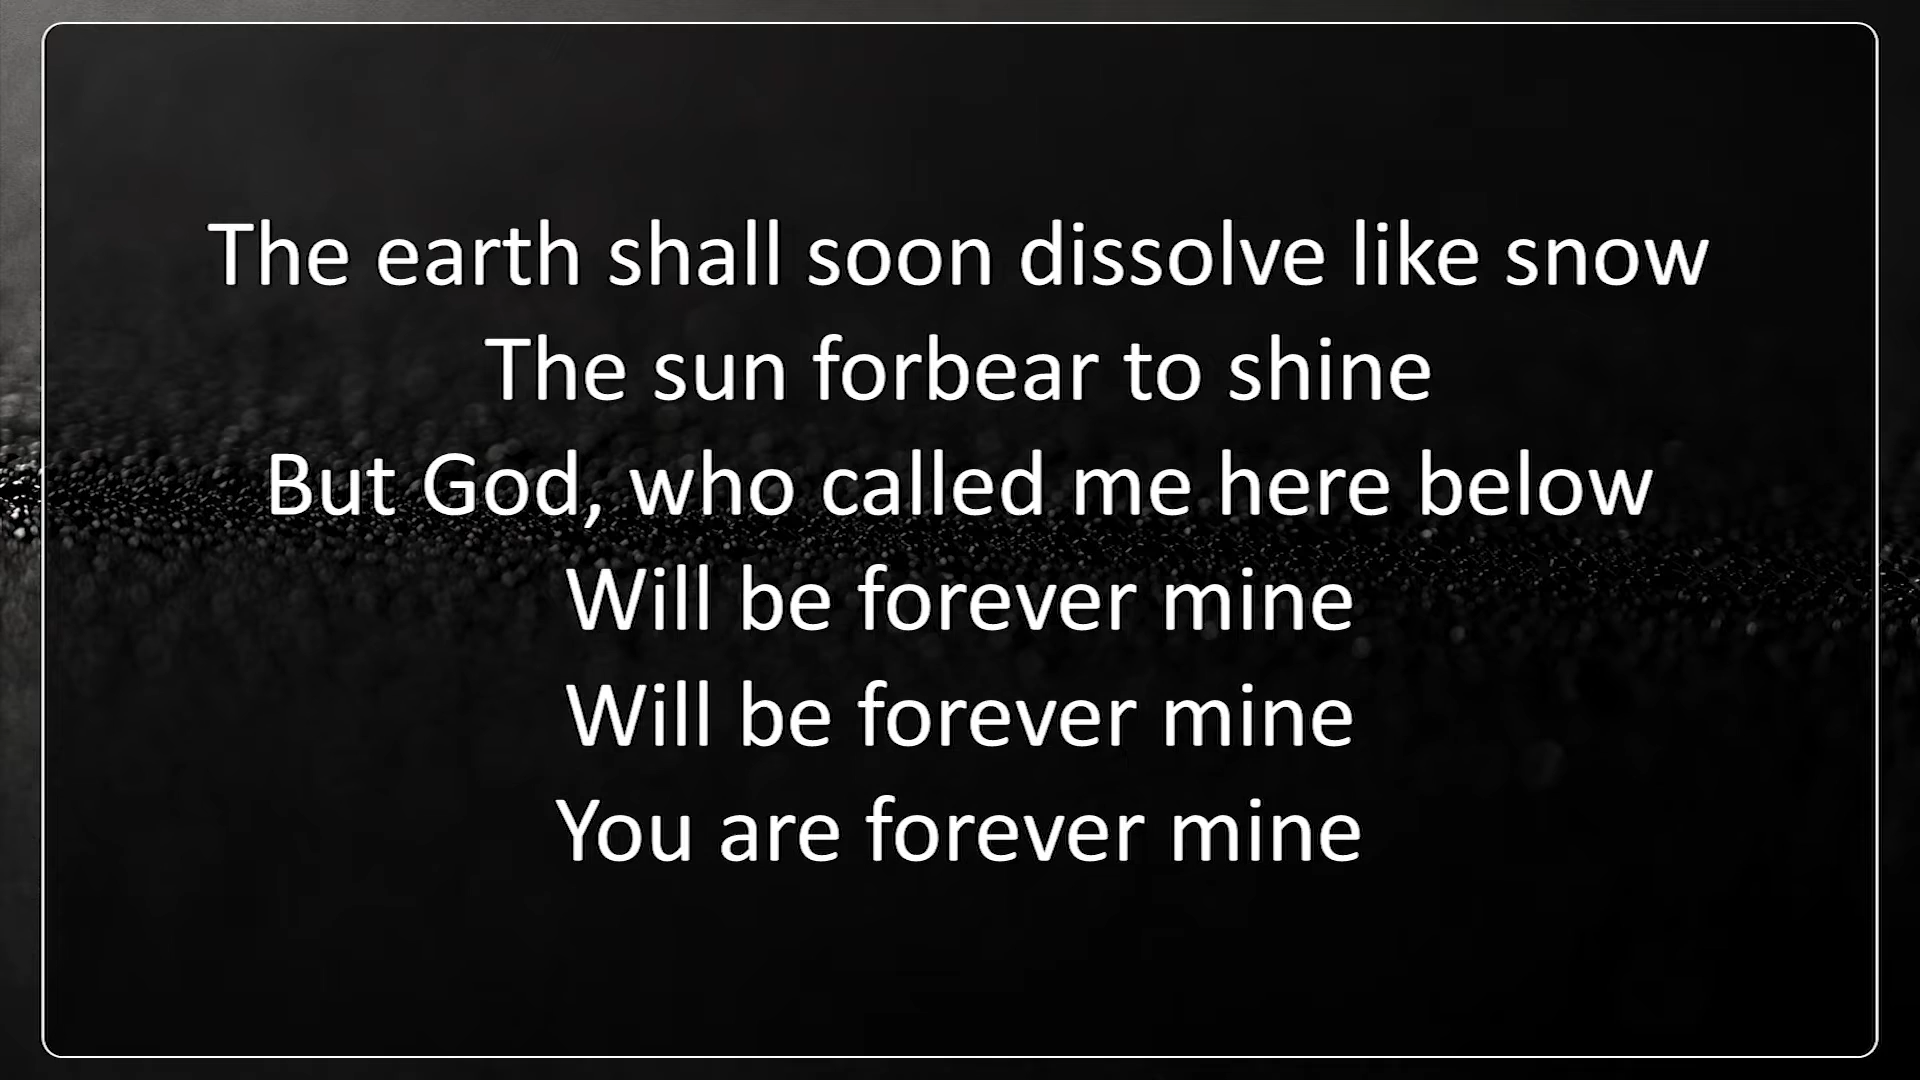 The earth shall soon dissolve like snow
The sun forbear to shine
But God, who called me here below
Will be forever mine
Will be forever mine
You are forever mine